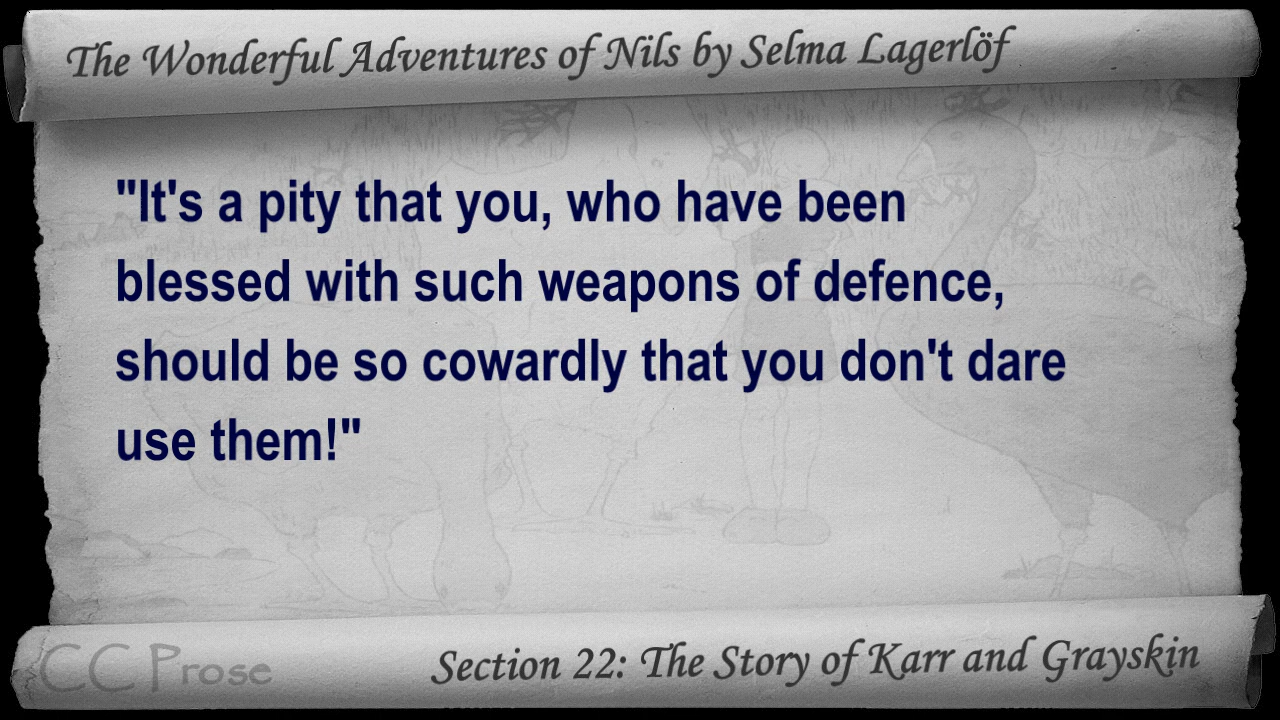 The Wonderful Adventures of Nils by Selma Lagerlöf
"It's a pity that you, who have been
blessed with such weapons of defence,
should be so cowardly that you don't dare
use them!"
CC Prose
Section 22: The Story of Karr and Grayskin